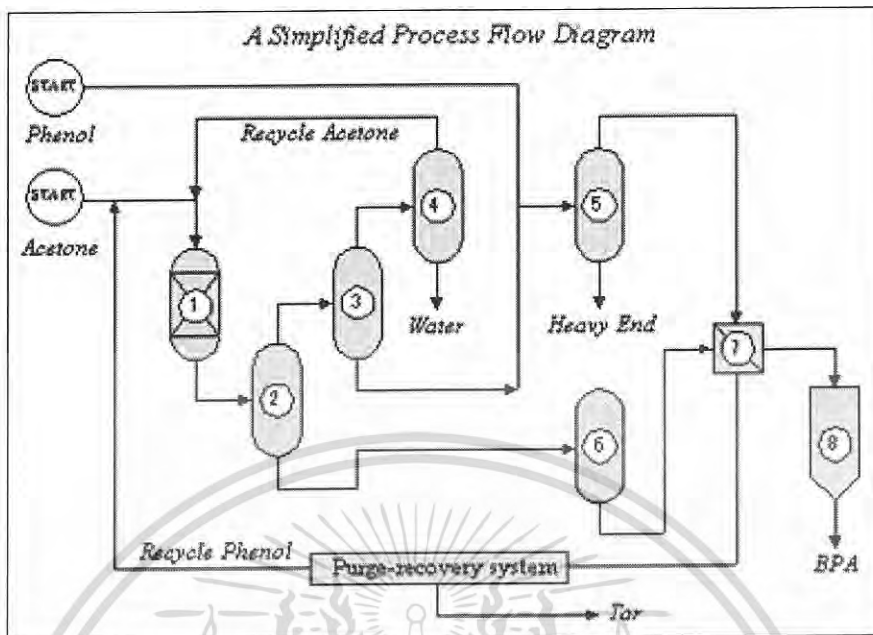 A Simplified Process Flow Diagram
START
Phenol
Recycle Acetone
START
Acetone
4
5
1
3
Water
Heavy End
7
2
6
8
Recycle Phenol
Purge-recovery system
BPA
Tar